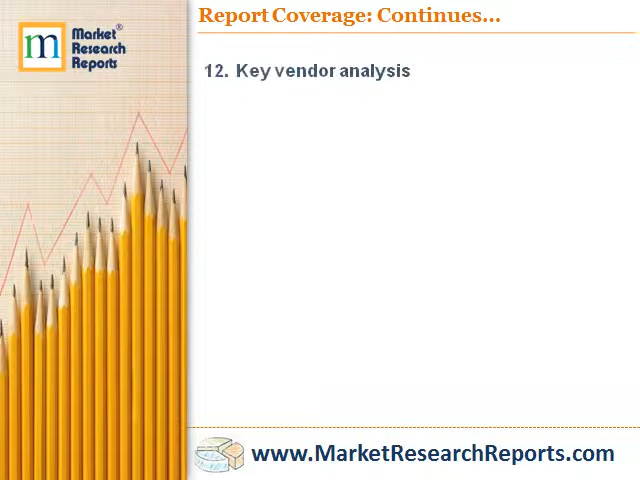 Report Coverage: Continues...
m
Market®
Research
Reports
12. Key vendor analysis
www.MarketResearchReports.com